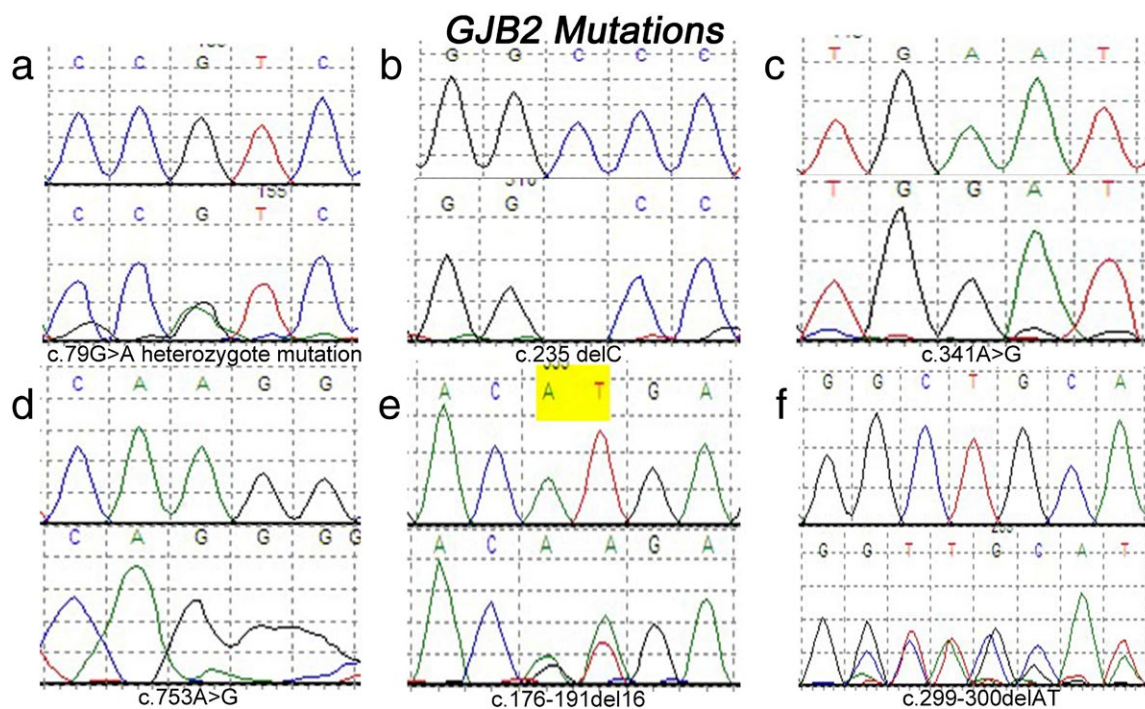 GJB2 Mutations
a
C C G T C
C C G T C
c.79G>A heterozygote mutation
b
G G C C C
G G C C
c.235 delC
c
T G A A T
T G G A T
c.341A>G
d
C A A G G
C A G G G G
c.753A>G
e
A C A T G A
A C A A G A
c.176-191del16
f
G G C T G C A
G G T T G C A T
c.299-300delAT